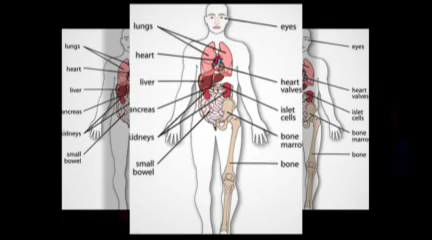 lungs
heart
liver
ancreas
idneys
small
bowel
lungs
heart
liver
ancreas
kidneys
small
bowel
eyes
heart
valves
islet
cells
bone
marro
bone
eyes
heart
valves
islet
cells
bone
marro
bone